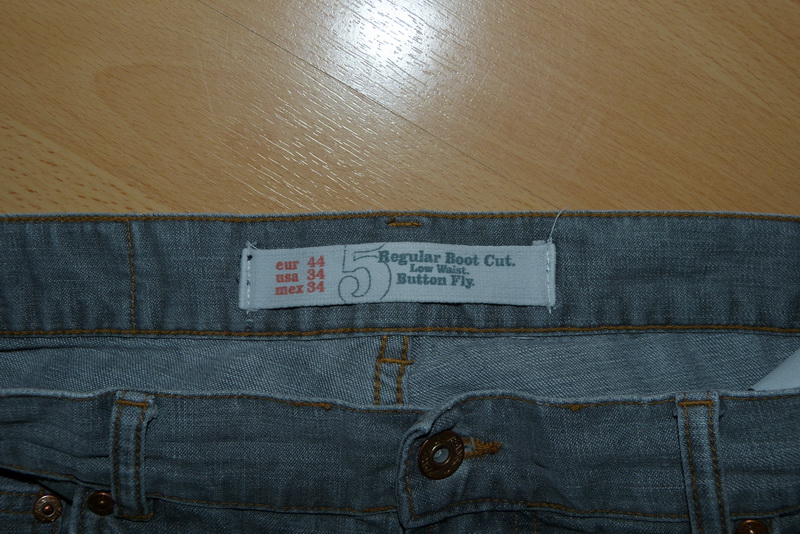 eur 44
usa 34
mex 34
5
Regular Boot Cut.
Low Waist.
Button Fly.